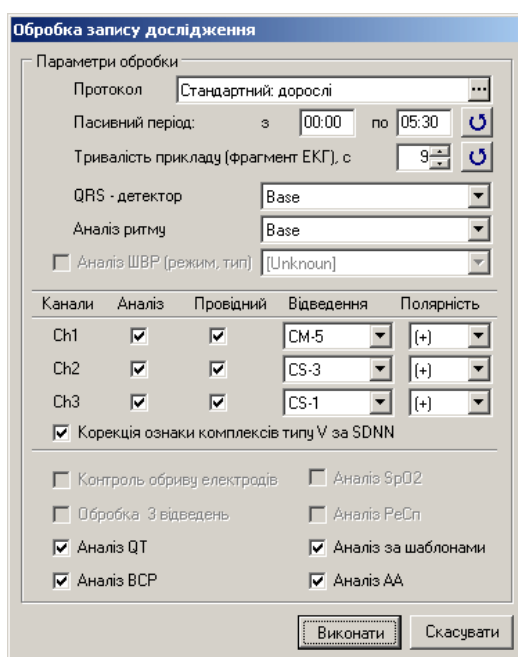 Обробка запису дослідження
Параметри обробки
Протокол Стандартний: дорослі ...
Пасивний період: з 00:00 по 05:30
Тривалість прикладу (фрагмент ЕКГ), с 9
QRS - детектор Base
Аналіз ритму Base
Аналіз ШВР (режим, тип) [Unknoun]
Канали Аналіз Провідний Відведення Полярність
Ch1 CM-5 (+)
Ch2 CS-3 (+)
Ch3 CS-1 (+)
Корекція ознаки комплексів типу V за SDNN
Контроль обриву електродів Аналіз SpO2
Обробка 3 відведень Аналіз РеСп
Аналіз QT Аналіз за шаблонами
Аналіз ВСР Аналіз АА
Виконати Скасувати